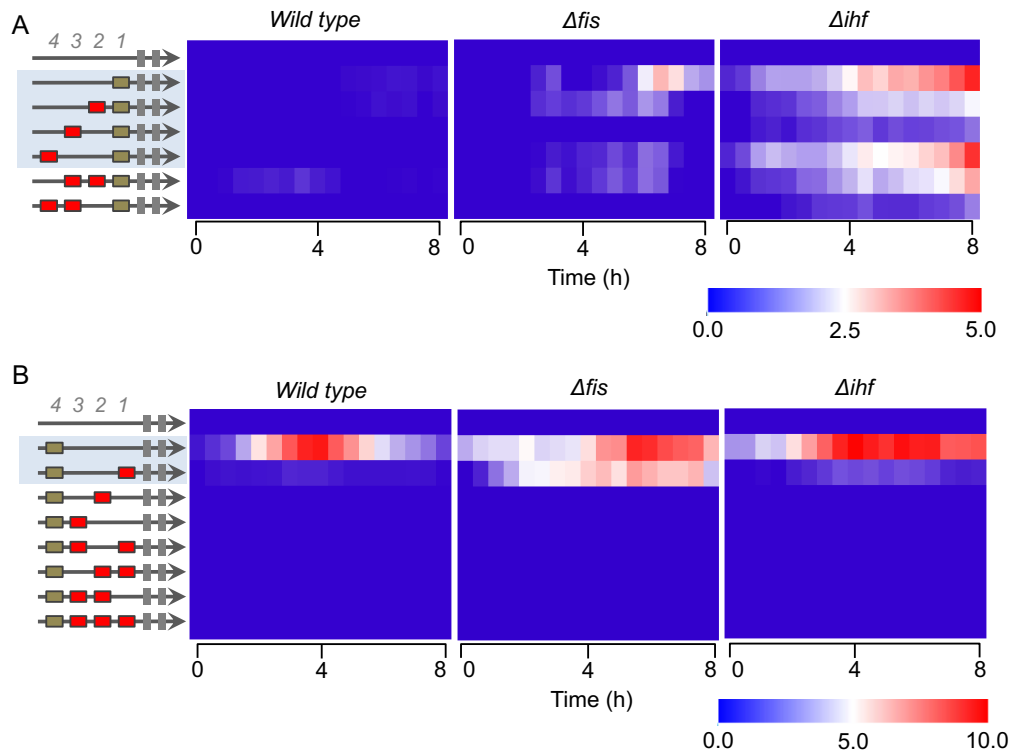 A
4 3 2 1
Wild type
Δfis
Δihf
0 4 8
0 4 8
0 4 8
Time (h)
0.0 2.5 5.0
B
4 3 2 1
Wild type
Δfis
Δihf
0 4 8
0 4 8
0 4 8
Time (h)
0.0 5.0 10.0